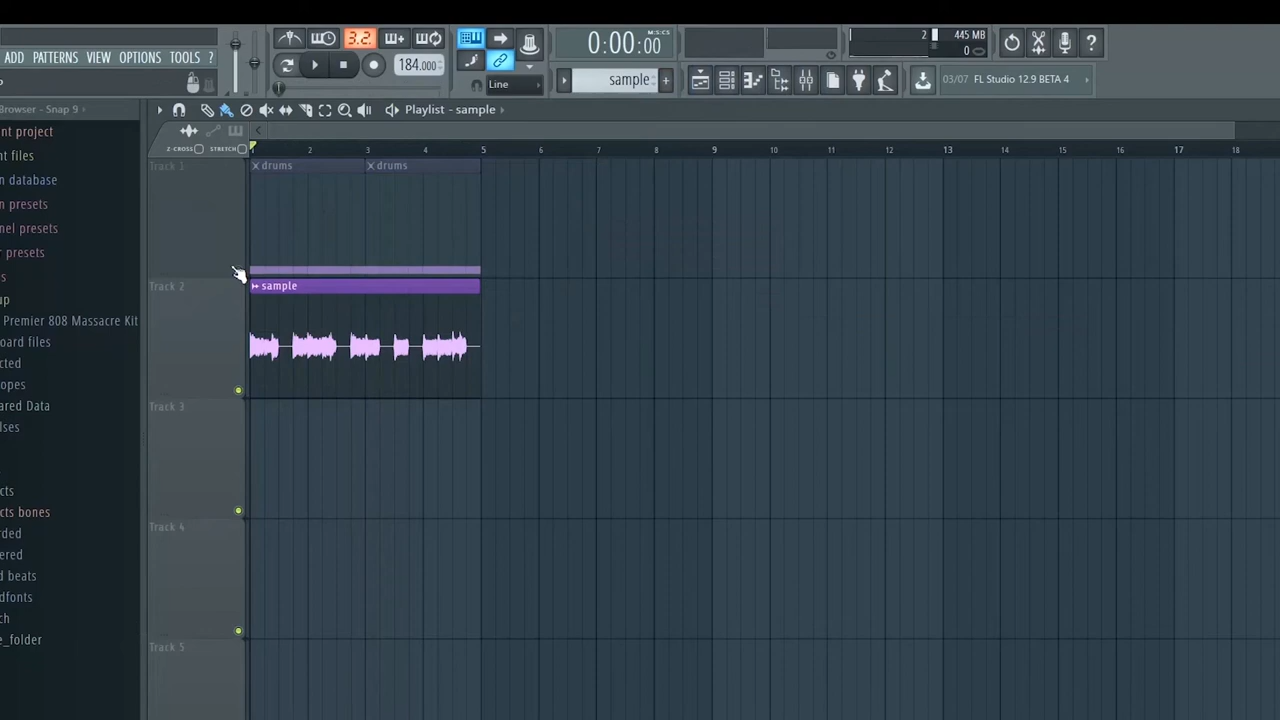 3.2.
0:00:00
M:S:CS
2
445 MB
0
ADD PATTERNS VIEW OPTIONS TOOLS ?
184.000
Line
sample
03/07 FL Studio 12.9 BETA 4
Browser - Snap 9
Playlist - sample
Z-CROSS STRETCH
1 2 3 4 5 6 7 8 9 10 11 12 13 14 15 16 17 18
nt project
nt files
n database
n presets
nel presets
r presets
s
up
Premier 808 Massacre Kit
oard files
cted
opes
ared Data
lses
cts
cts bones
rded
ered
d beats
dfonts
ch
e_folder
Track 1
drums
drums
Track 2
sample
Track 3
Track 4
Track 5